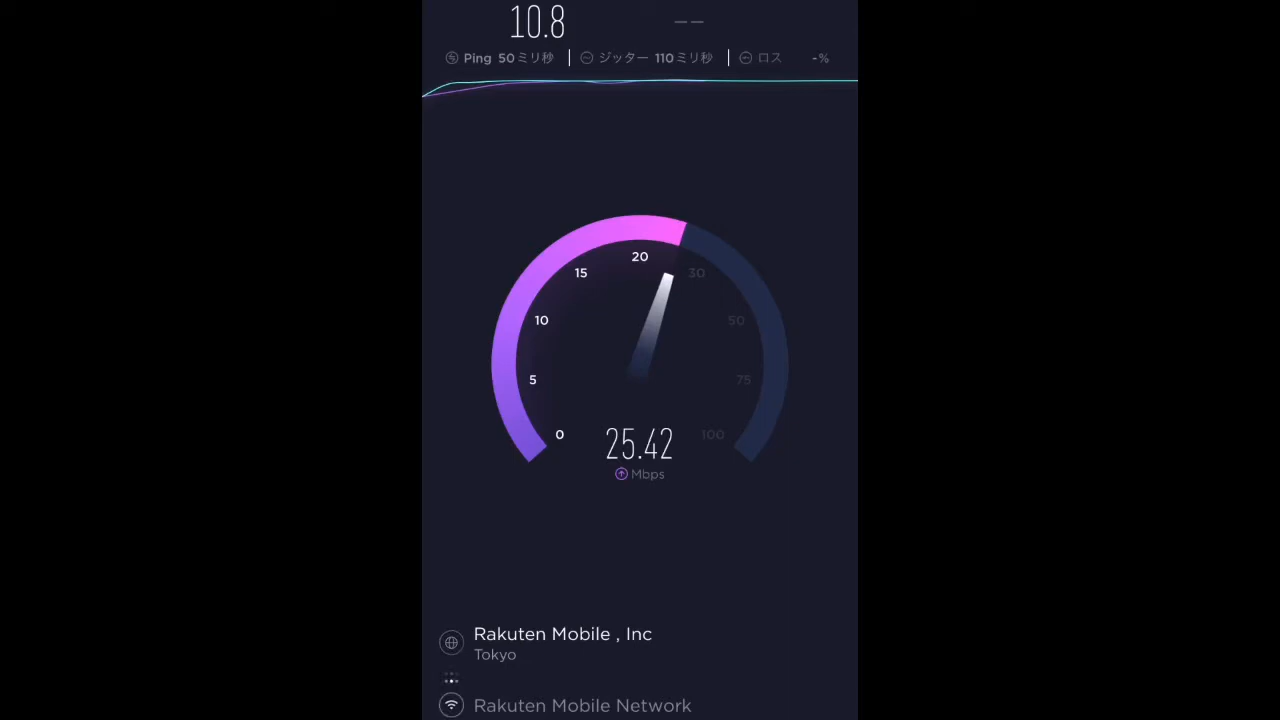 10.8 --
Ping 50ミリ秒 ジッター 110ミリ秒 ロス -%
20
15 30
10 50
5 75
0 100
25.42
Mbps
Rakuten Mobile , Inc
Tokyo
Rakuten Mobile Network